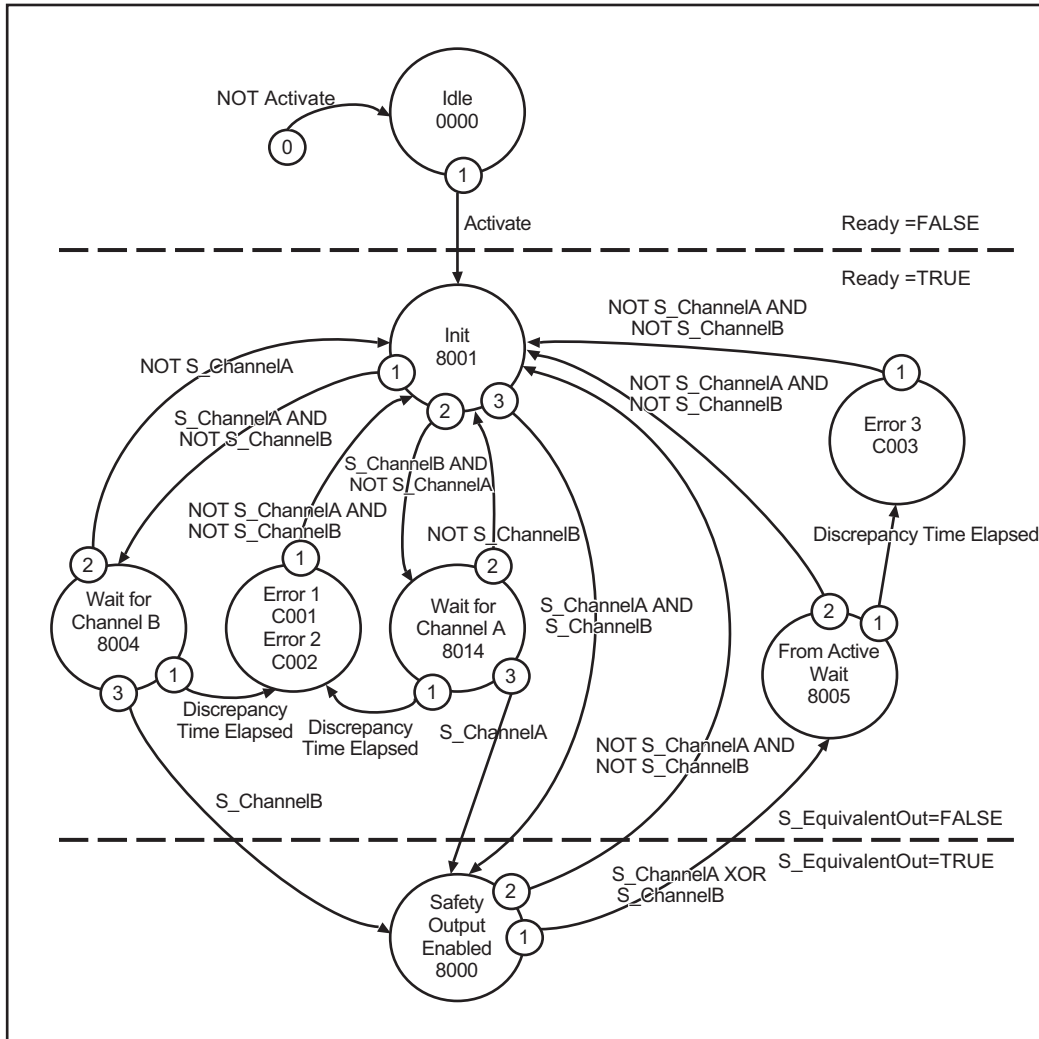 NOT Activate
0
Idle
0000
1
Activate
Ready =FALSE
Ready =TRUE
Init
8001
1
2
3
NOT S_ChannelA
S_ChannelA AND
NOT S_ChannelB
NOT S_ChannelA AND
NOT S_ChannelB
S_ChannelB AND
NOT S_ChannelA
NOT S_ChannelB
NOT S_ChannelA AND
NOT S_ChannelB
NOT S_ChannelA AND
NOT S_ChannelB
1
Error 3
C003
Discrepancy Time Elapsed
2
Wait for
Channel B
8004
3
1
1
Error 1
C001
Error 2
C002
2
Wait for
Channel A
8014
1
3
S_ChannelA AND
S_ChannelB
2
1
From Active
Wait
8005
Discrepancy
Time Elapsed
Discrepancy
Time Elapsed
S_ChannelA
NOT S_ChannelA AND
NOT S_ChannelB
S_ChannelB
S_EquivalentOut=FALSE
S_EquivalentOut=TRUE
S_ChannelA XOR
S_ChannelB
Safety
Output
Enabled
8000
2
1